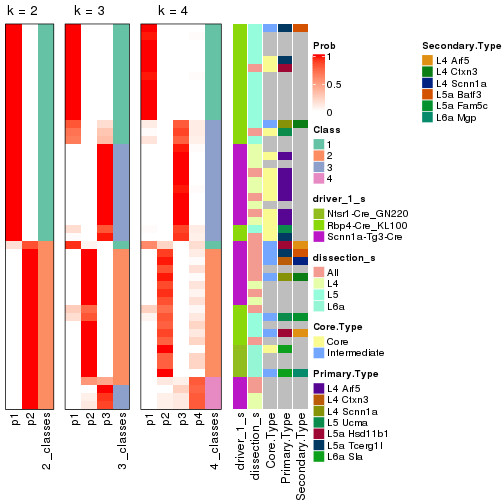 k = 2
k = 3
k = 4
p1
p2
2_classes
p1
p2
p3
3_classes
p1
p2
p3
p4
4_classes
driver_1_s
dissection_s
Core.Type
Primary.Type
Secondary.Type
Prob
1
0.5
0
Class
1
2
3
4
driver_1_s
Ntsr1-Cre_GN220
Rbp4-Cre_KL100
Scnn1a-Tg3-Cre
dissection_s
All
L4
L5
L6a
Core.Type
Core
Intermediate
Primary.Type
L4 Arf5
L4 Ctxn3
L4 Scnn1a
L5 Ucma
L5a Hsd11b1
L5a Tcerg1l
L6a Sla
Secondary.Type
L4 Arf5
L4 Ctxn3
L4 Scnn1a
L5a Batf3
L5a Fam5c
L6a Mgp